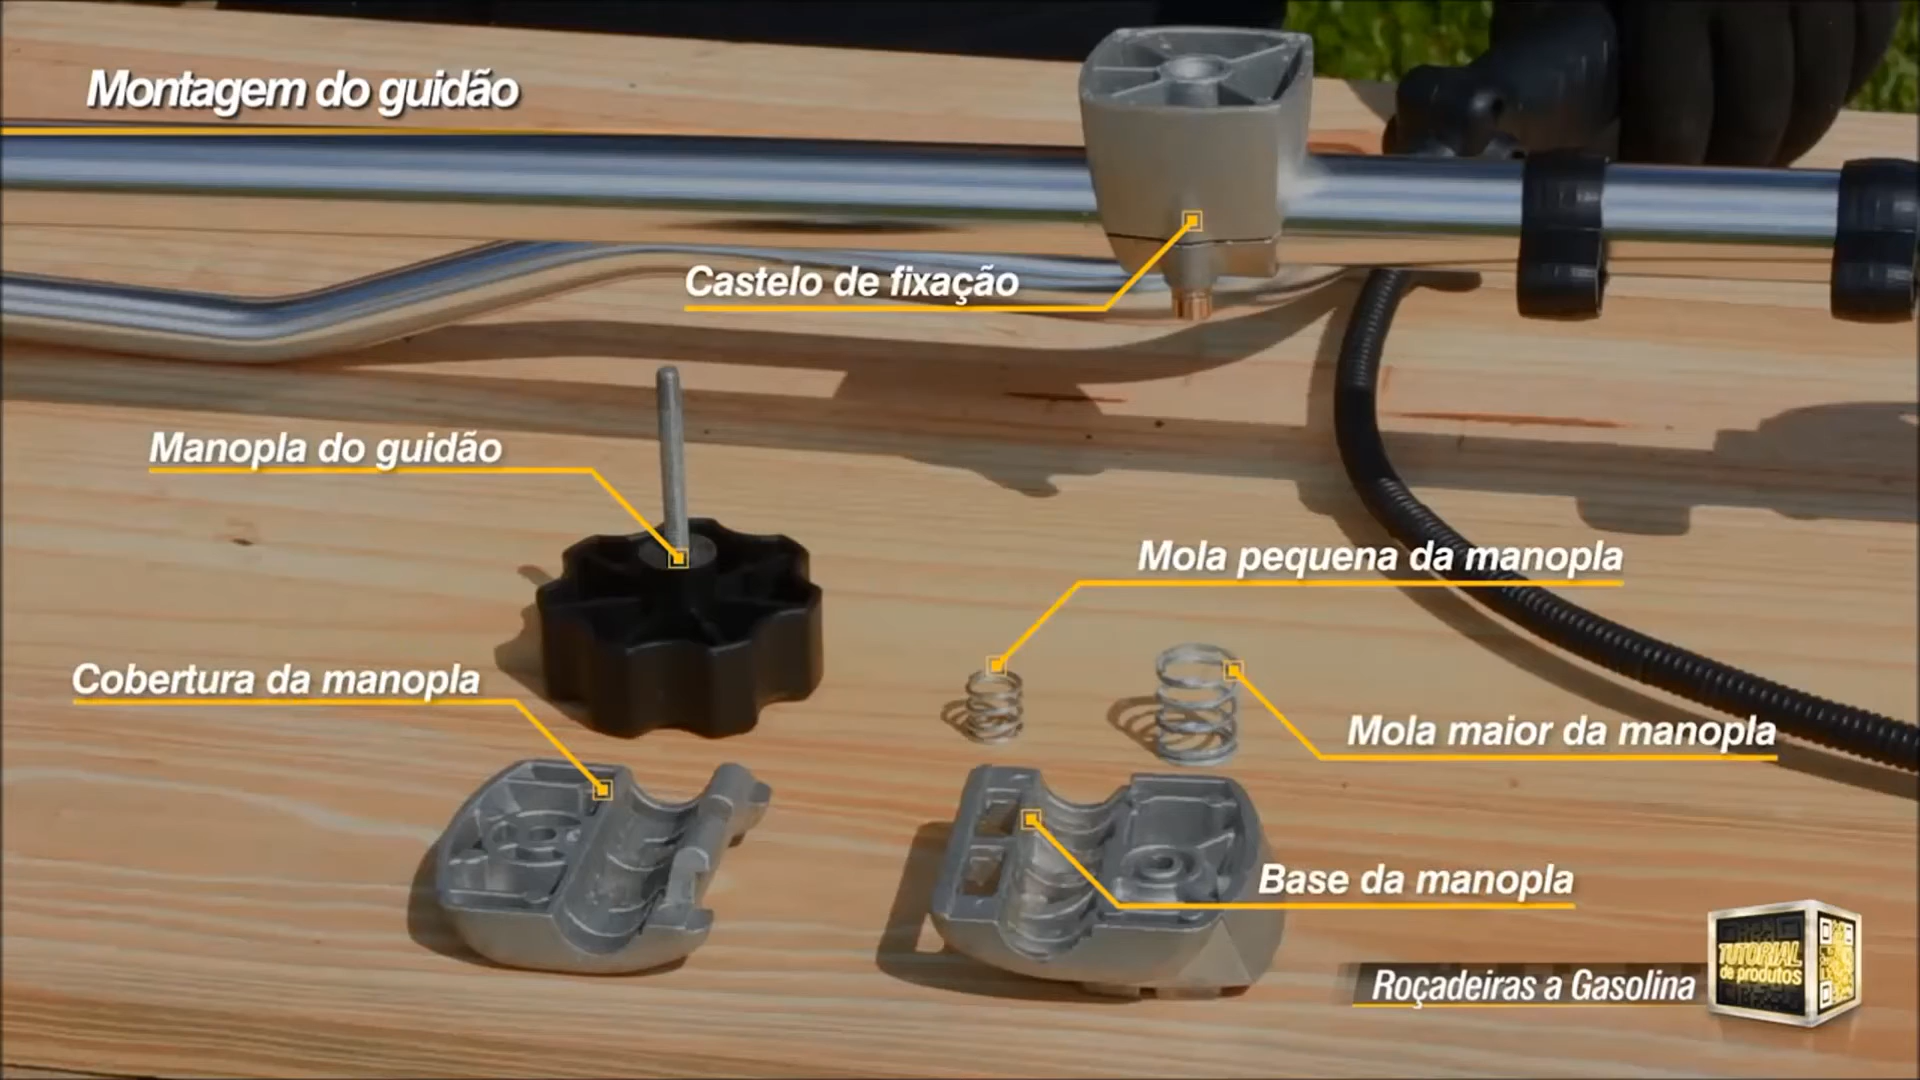 Montagem do guidão
Castelo de fixação
Manopla do guidão
Mola pequena da manopla
Cobertura da manopla
Mola maior da manopla
Base da manopla
Roçadeiras a Gasolina
TUTORIAL
de produtos